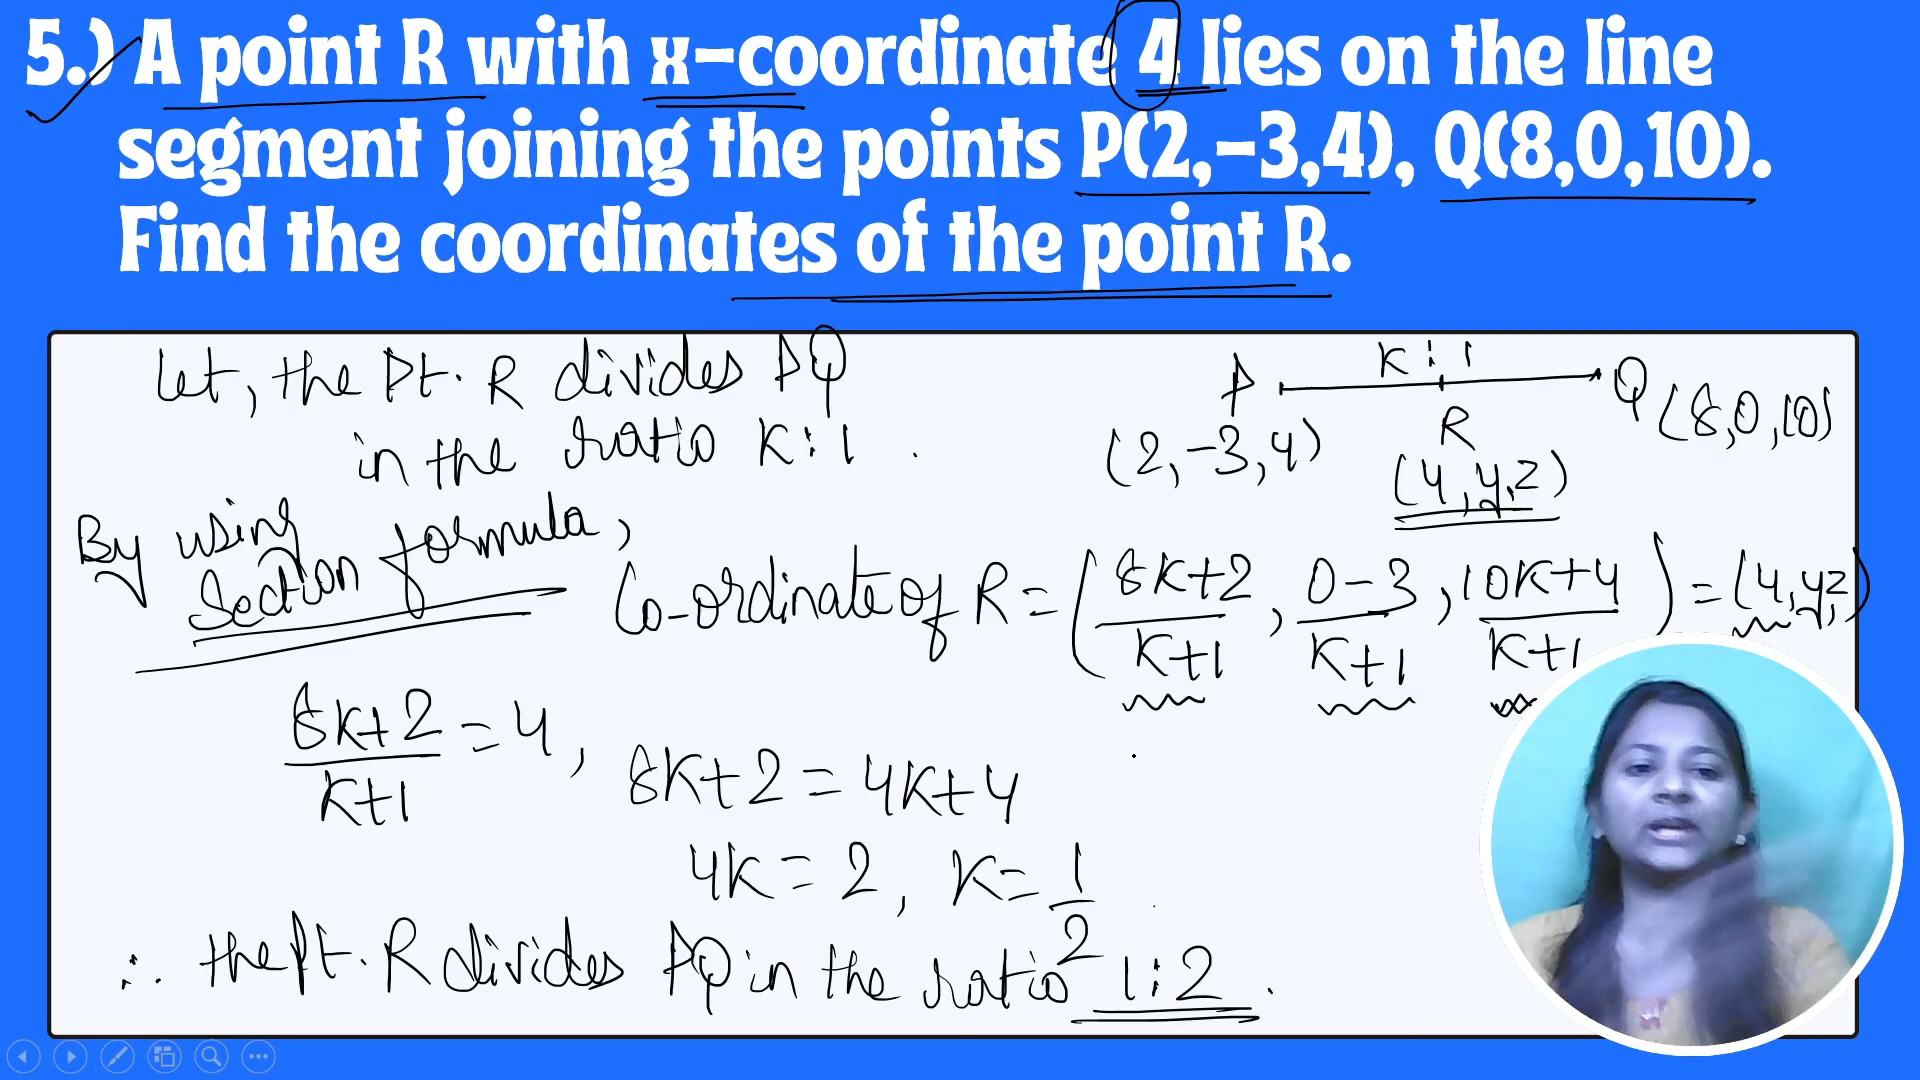 5.) A point R with x-coordinate 4 lies on the line
segment joining the points P(2,-3,4), Q(8,0,10).
Find the coordinates of the point R.
Let, the Pt. R divides PQ
in the ratio K:1.
P K:1 Q (8,0,10)
(2,-3,4) R
(4,y,z)
By using
Section formula,
Co-ordinate of R = (8K+2/K+1, 0-3/K+1, 10K+4/K+1) = (4,y,z)
8K+2/K+1 = 4,
8K+2 = 4K+4
4K = 2, K = 1/2
∴ the Pt. R divides PQ in the ratio 1:2.